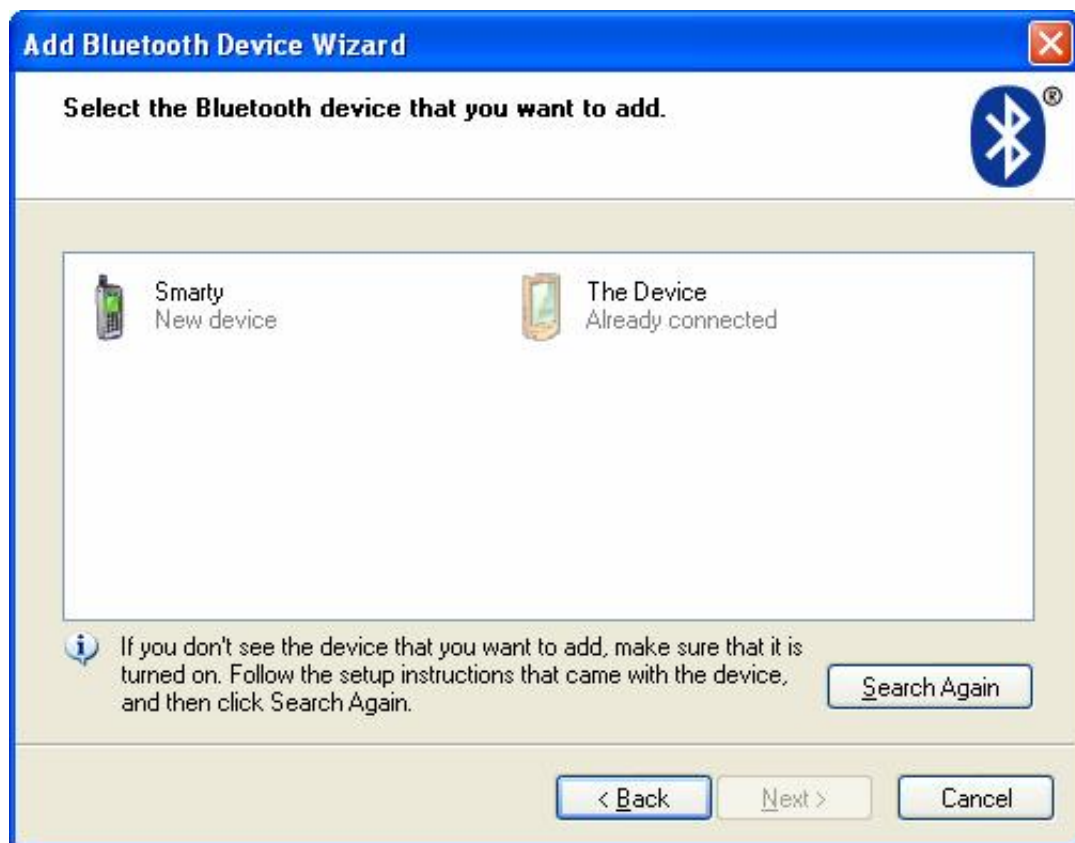 Add Bluetooth Device Wizard
Select the Bluetooth device that you want to add.
®
Smarty
New device
The Device
Already connected
If you don't see the device that you want to add, make sure that it is
turned on. Follow the setup instructions that came with the device,
and then click Search Again.
Search Again
< Back
Next >
Cancel